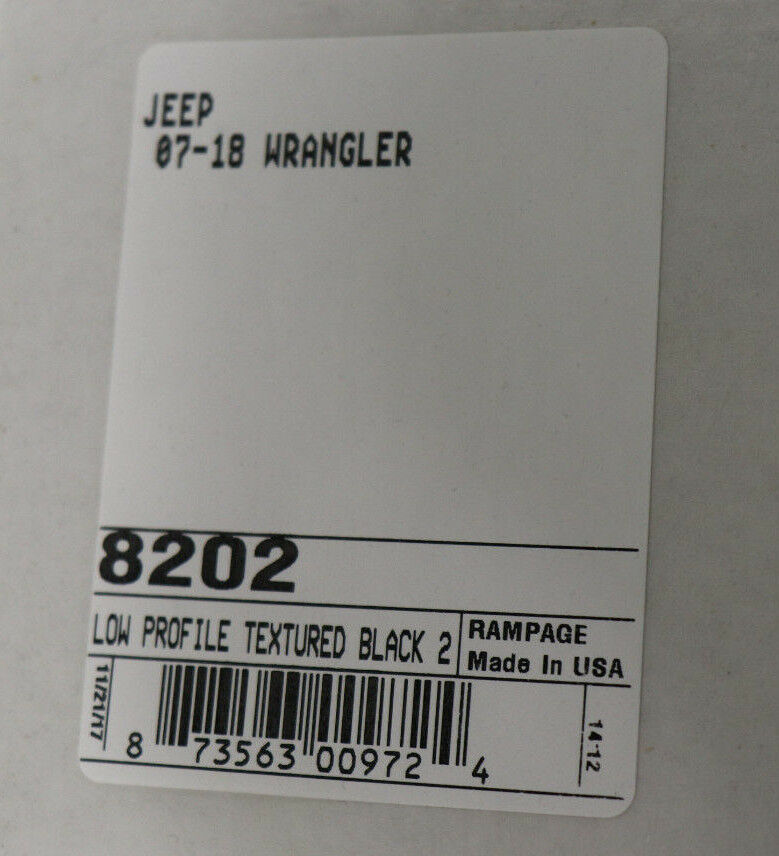 JEEP
07-18 WRANGLER
8202
LOW PROFILE TEXTURED BLACK 2
RAMPAGE
Made In USA
11/21/17
8 73563 00972 4
14-12